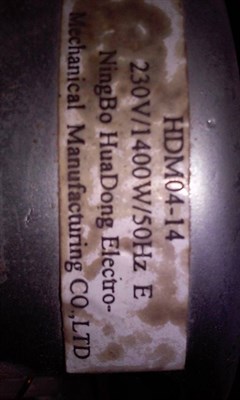 HDM04-14
230V/1400W/50Hz E
NingBo HuaDong Electro-
Mechanical Manufacturing CO.,LTD